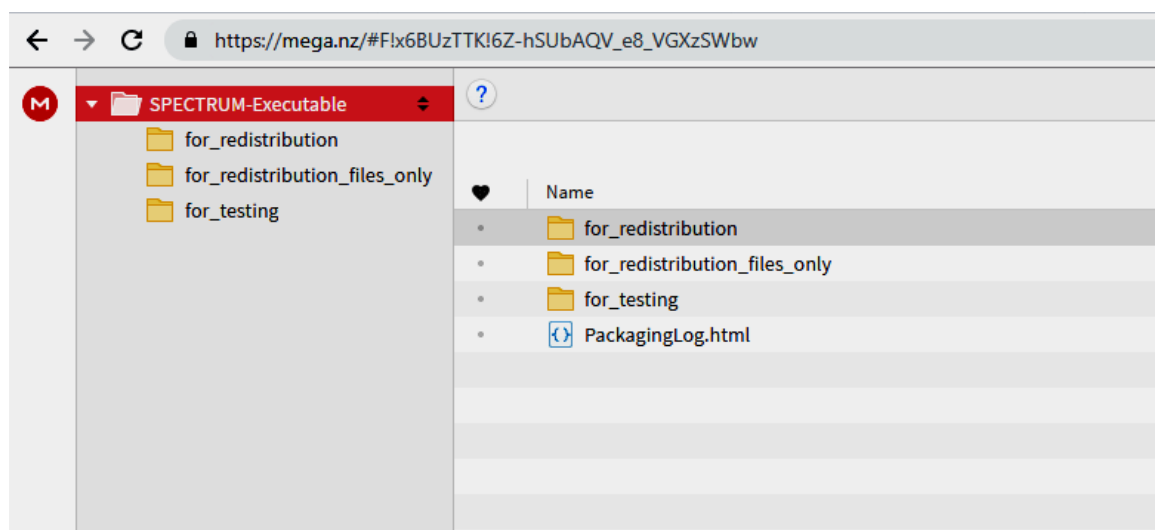 https://mega.nz/#F!x6BUzTTK!6Z-hSUbAQV_e8_VGXzSWbw
M
SPECTRUM-Executable
for_redistribution
for_redistribution_files_only
for_testing
?
Name
for_redistribution
for_redistribution_files_only
for_testing
PackagingLog.html